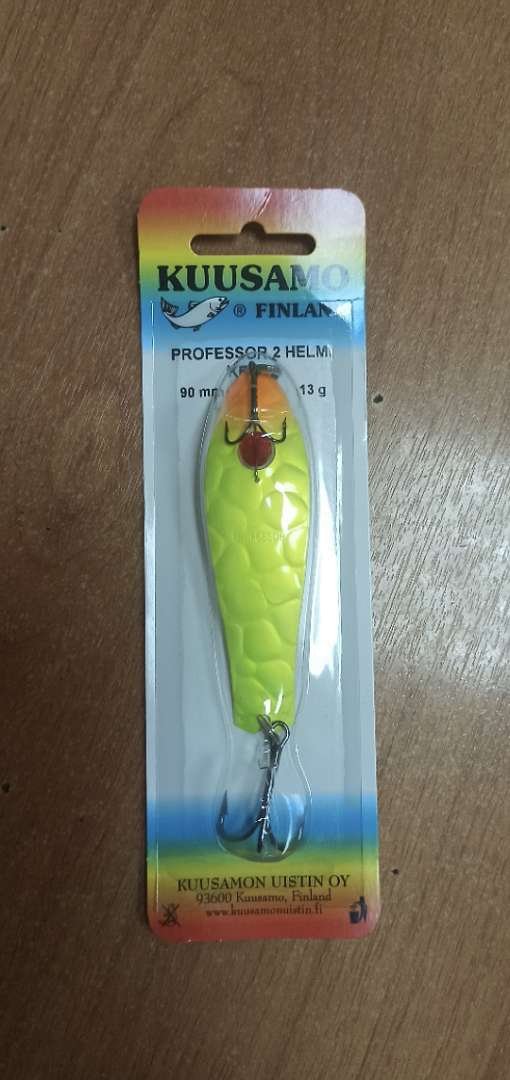 KUUSAMO
® FINLAN
PROFESSOR 2 HELMI
90 mm 13 g
KUUSAMON UISTIN OY
93600 Kuusamo, Finland
www.kuusamonuistin.fi